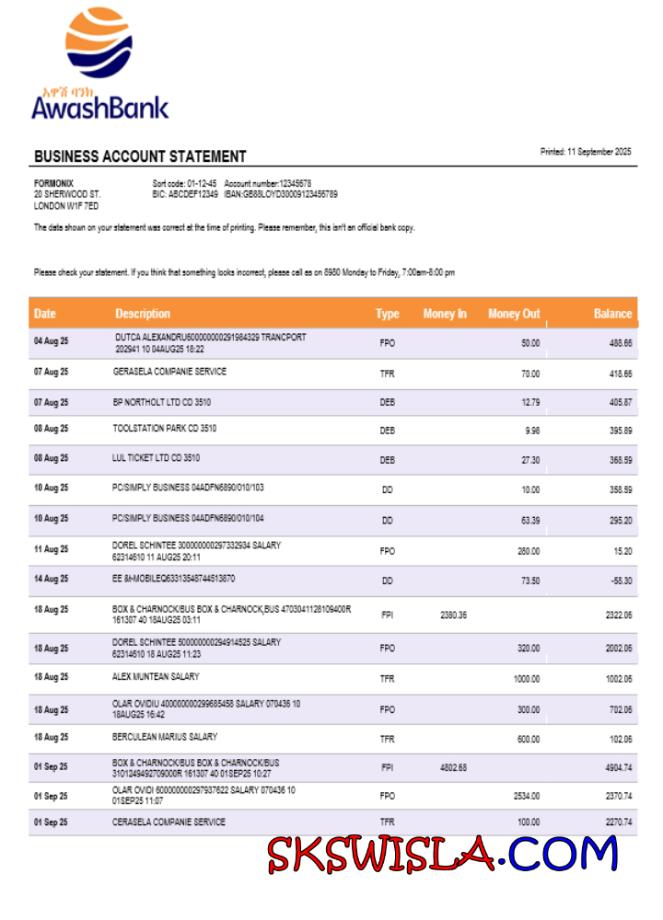 አዋሽ ባንክ
AwashBank
BUSINESS ACCOUNT STATEMENT
Printed: 11 September 2025
FORMONIX
Sort code: 01-12-45 Account number:12345678
20 SHERWOOD ST.
BIC: ABCDEF12349 IBAN:GB88LOYD30009123456789
LONDON W1F 7ED
The data shown on your statement was correct at the time of printing. Please remember, this isn't an official bank copy.
Please check your statement. If you think that something looks incorrect, please call as on 8980 Monday to Friday, 7:00am-8:00 pm
Date Description Type Money In Money Out Balance
04 Aug 25 DUTCA ALEXANDRU600000000291984329 TRANCPORT
202941 10 04AUG25 18:22 FPO 50.00 488.66
07 Aug 25 GERASELA COMPANIE SERVICE TFR 70.00 418.66
07 Aug 25 BP NORTHOLT LTD CD 3510 DEB 12.79 405.87
08 Aug 25 TOOLSTATION PARK CD 3510 DEB 9.98 395.89
08 Aug 25 LUL TICKET LTD CD 3510 DEB 27.30 368.59
10 Aug 25 PC/SIMPLY BUSINESS 04ADFN6890/010/103 DD 10.00 358.59
10 Aug 25 PC/SIMPLY BUSINESS 04ADFN6890/010/104 DD 63.39 295.20
11 Aug 25 DOREL SCHINTEE 300000000297332934 SALARY
62314610 11 AUG25 20:11 FPO 280.00 15.20
14 Aug 25 EE &I-MOBILEQ63313548744513870 DD 73.50 -58.30
18 Aug 25 BOX & CHARNOCK/BUS BOX & CHARNOCK,BUS 4703041128109400R
161307 40 18AUG25 03:11 FPI 2380.36 2322.06
18 Aug 25 DOREL SCHINTEE 500000000294914525 SALARY
62314610 18 AUG25 11:23 FPO 320.00 2002.06
18 Aug 25 ALEX MUNTEAN SALARY TFR 1000.00 1002.06
18 Aug 25 OLAR OVIDIU 400000000299685458 SALARY 070436 10
18AUG25 16:42 FPO 300.00 702.06
18 Aug 25 BERCULEAN MARIUS SALARY TFR 600.00 102.06
01 Sep 25 BOX & CHARNOCK/BUS BOX & CHARNOCK/BUS
3101249492709000R 161307 40 01SEP25 10:27 FPI 4802.68 4904.74
01 Sep 25 OLAR OVIDI 600000000297937622 SALARY 070436 10
01SEP25 11:07 FPO 2534.00 2370.74
01 Sep 25 CERASELA COMPANIE SERVICE TFR 100.00 2270.74
SKSWISLA.COM